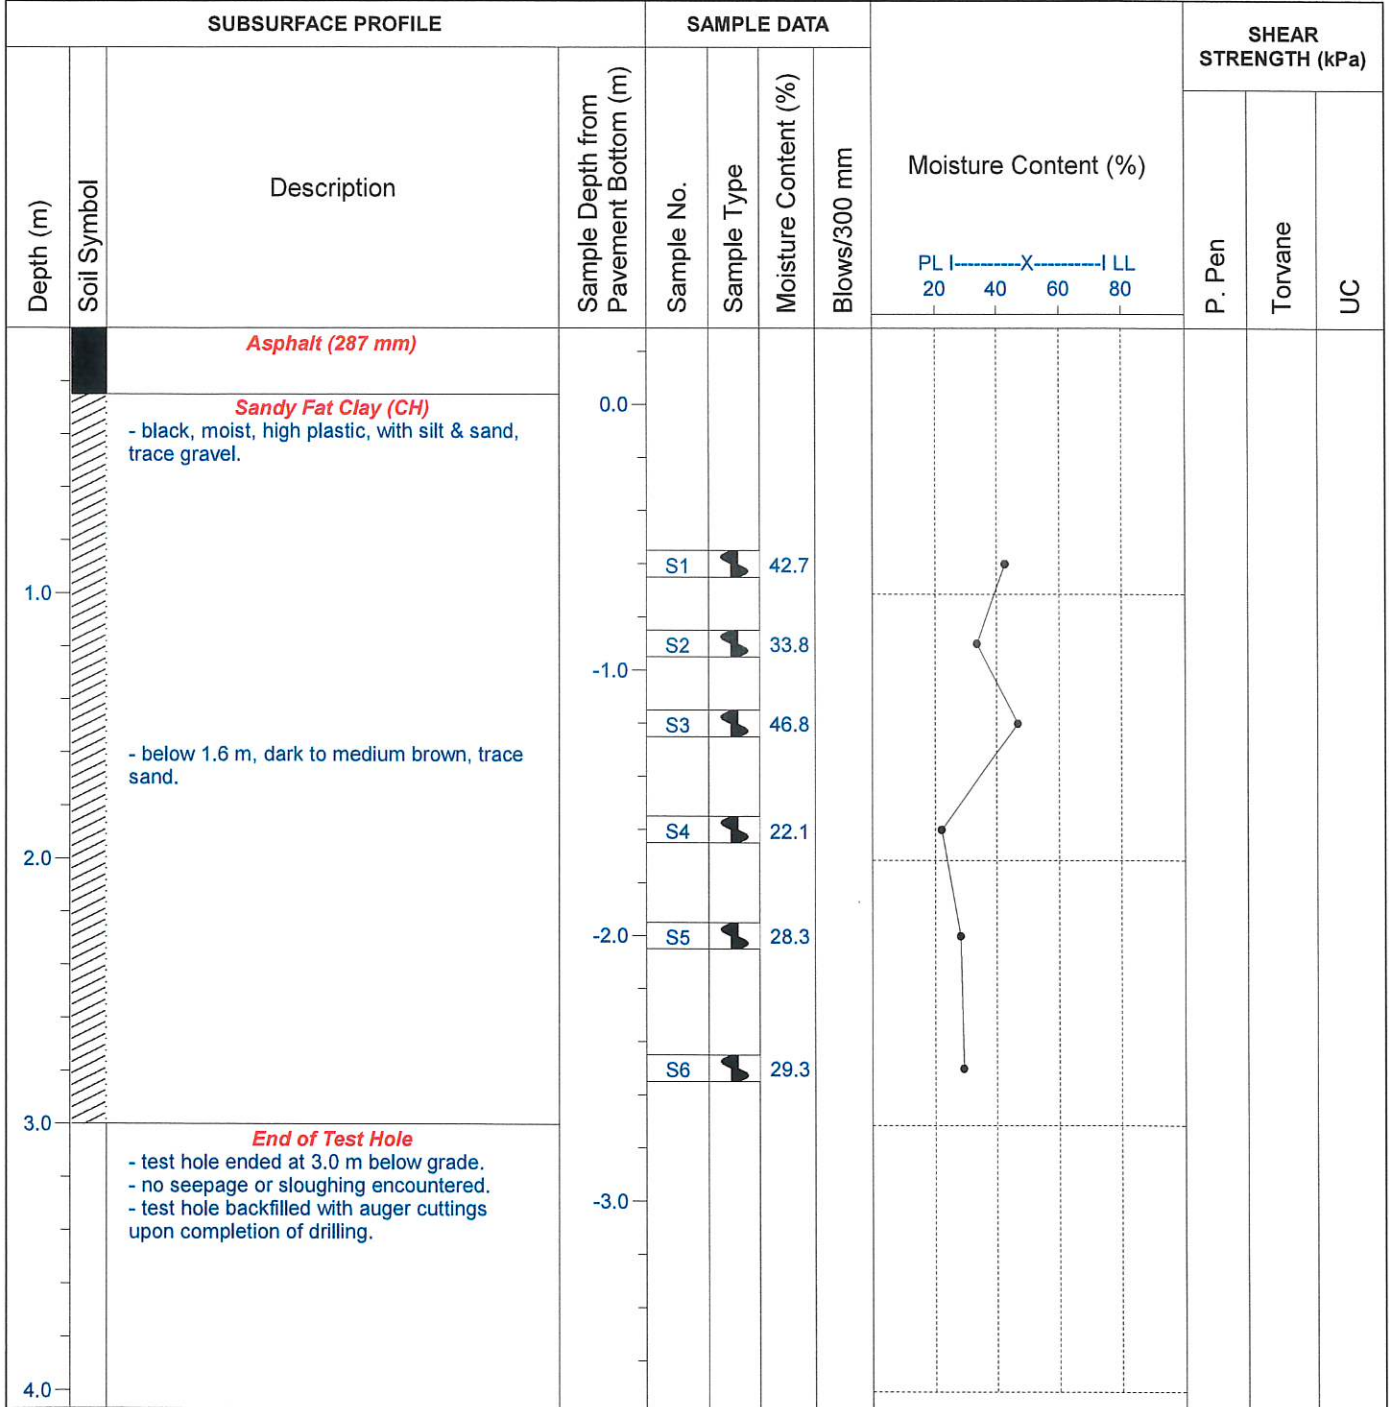 SUBSURFACE PROFILE
SAMPLE DATA
SHEAR
STRENGTH (kPa)
Depth (m)
Soil Symbol
Description
Sample Depth from
Pavement Bottom (m)
Sample No.
Sample Type
Moisture Content (%)
Blows/300 mm
Moisture Content (%)
PL I----------X----------I LL
20 40 60 80
P. Pen
Torvane
UC
Asphalt (287 mm)
Sandy Fat Clay (CH)
0.0
- black, moist, high plastic, with silt & sand,
trace gravel.
S1 42.7
1.0
S2 33.8
-1.0
S3 46.8
- below 1.6 m, dark to medium brown, trace
sand.
S4 22.1
2.0
-2.0 S5 28.3
S6 29.3
3.0
End of Test Hole
- test hole ended at 3.0 m below grade.
- no seepage or sloughing encountered.
- test hole backfilled with auger cuttings
upon completion of drilling.
-3.0
4.0